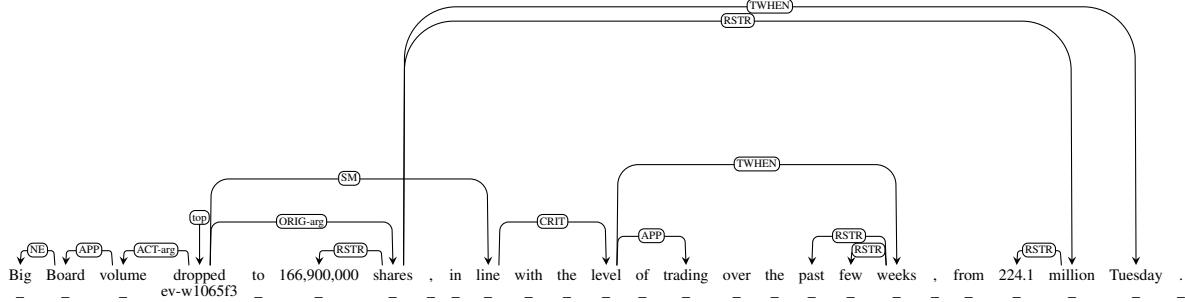 TWHEN
RSTR
TWHEN
SM
top
ORIG-arg
CRIT
APP
RSTR
NE
APP
ACT-arg
RSTR
RSTR
RSTR
Big Board volume dropped to 166,900,000 shares , in line with the level of trading over the past few weeks , from 224.1 million Tuesday .
_ _ _ ev-w1065f3 _ _ _ _ _ _ _ _ _ _ _ _ _ _ _ _ _ _ _ _ _ _